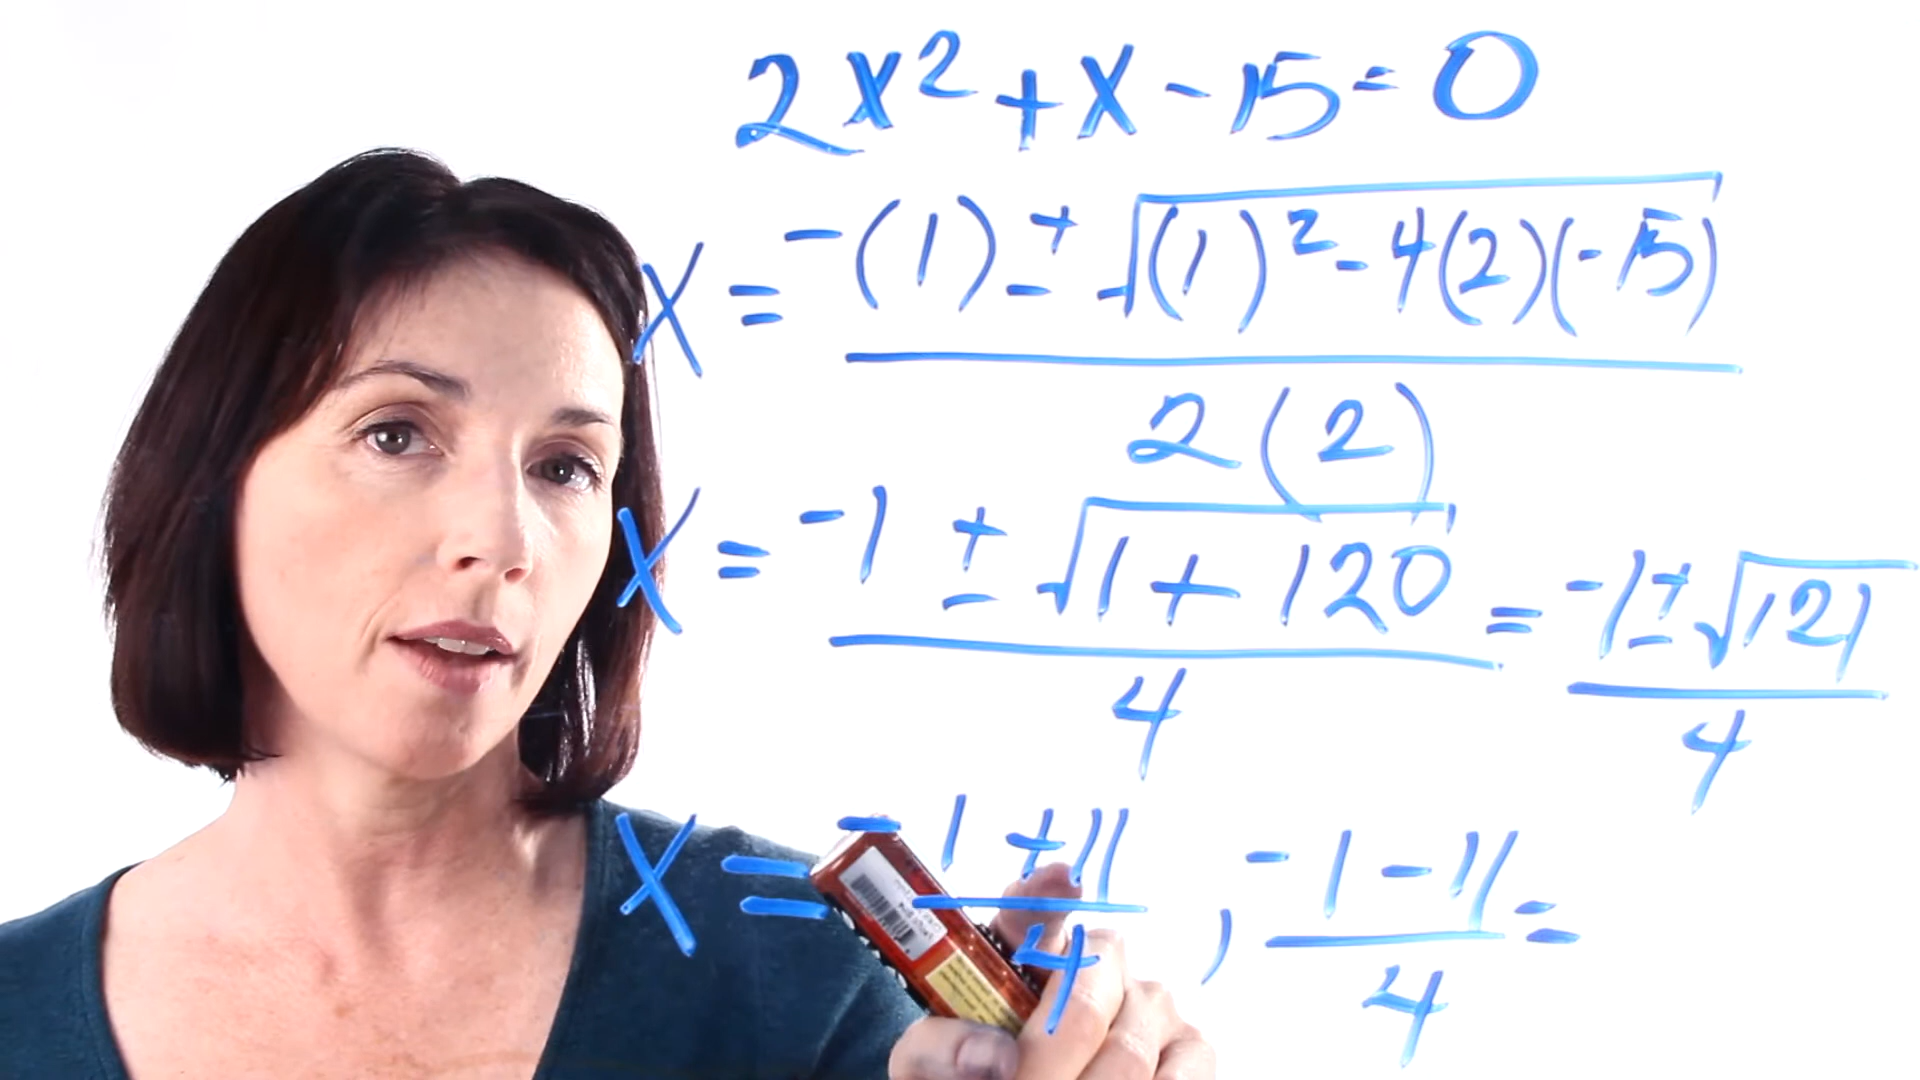 2x² + x - 15 = 0
x = -(1) ± √(1)² - 4(2)(-15)
2(2)
x = -1 ± √1 + 120 = -1 ± √121
4 4
x = -1 + 11 , -1 - 11 =
4 4